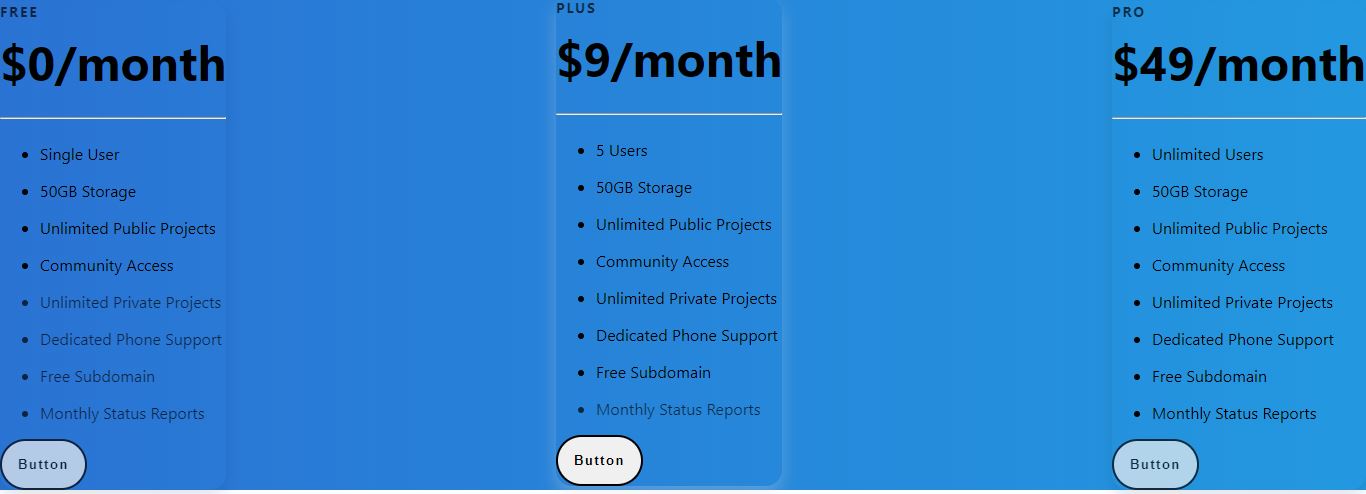 FREE
$0/month
Single User
50GB Storage
Unlimited Public Projects
Community Access
Unlimited Private Projects
Dedicated Phone Support
Free Subdomain
Monthly Status Reports
Button
PLUS
$9/month
5 Users
50GB Storage
Unlimited Public Projects
Community Access
Unlimited Private Projects
Dedicated Phone Support
Free Subdomain
Monthly Status Reports
Button
PRO
$49/month
Unlimited Users
50GB Storage
Unlimited Public Projects
Community Access
Unlimited Private Projects
Dedicated Phone Support
Free Subdomain
Monthly Status Reports
Button